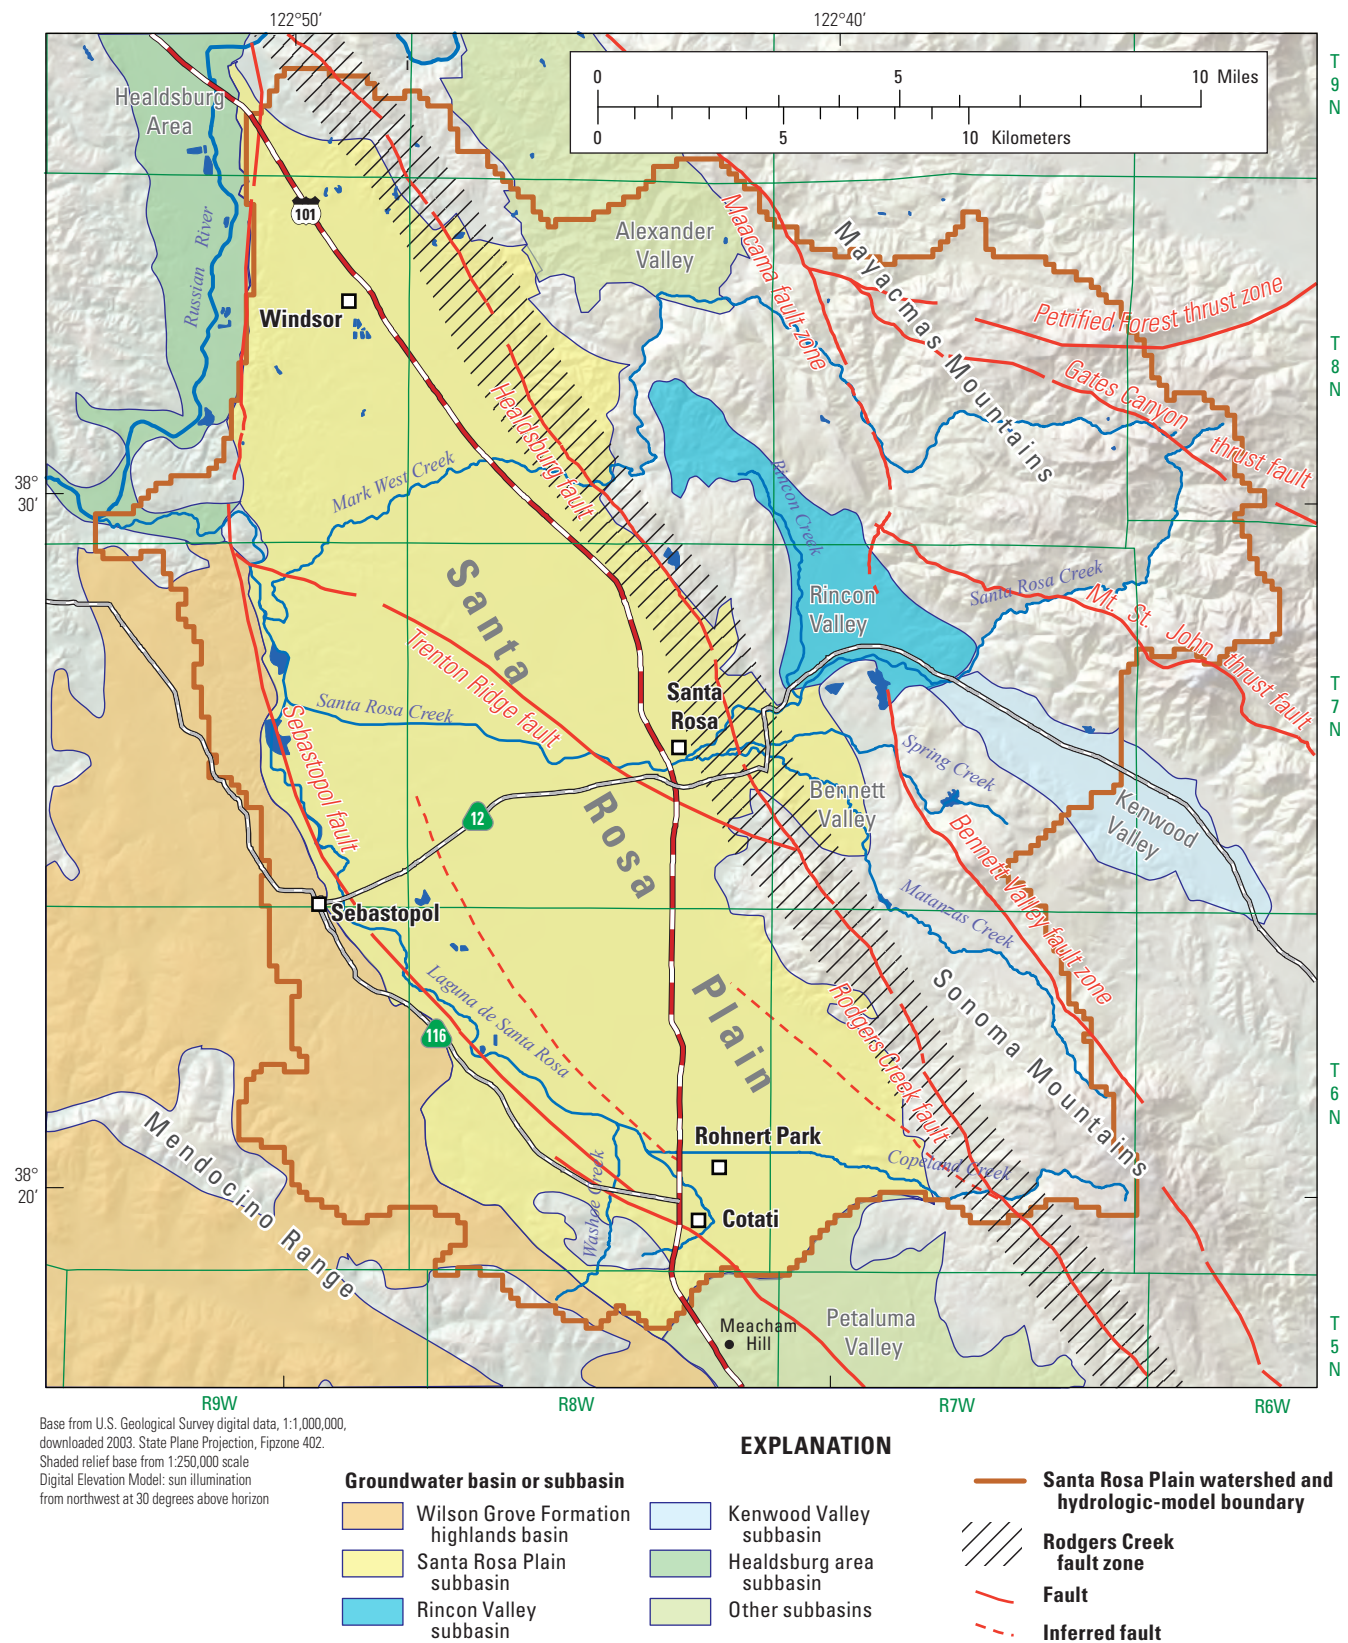 122°50'
122°40'
T
9
N
0
5
10 Miles
0
5
10 Kilometers
Healdsburg
Area
101
Russian River
Alexander
Valley
Maacama fault zone
Mayacmas Mountains
Petrified Forest thrust zone
T
8
N
Windsor
Gates Canyon thrust fault
Healdsburg fault
Mark West Creek
Rincon Creek
38°
30'
Santa Rosa Creek
Rincon
Valley
Mt. St. John thrust fault
Santa
Rosa
Plain
Trenton Ridge fault
Santa
Rosa
T
7
N
Santa Rosa Creek
Sebastopol fault
Spring Creek
Bennett
Valley
Kenwood
Valley
12
Bennett Valley fault zone
Matanzas Creek
Sebastopol
Laguna de Santa Rosa
Sonoma Mountains
Rodgers Creek fault
116
T
6
N
Mendocino Range
Rohnert Park
Copeland Creek
Washoe Creek
38°
20'
Cotati
Meacham
Hill
Petaluma
Valley
T
5
N
R9W
R8W
R7W
R6W
Base from U.S. Geological Survey digital data, 1:1,000,000,
downloaded 2003. State Plane Projection, Fipzone 402.
Shaded relief base from 1:250,000 scale
Digital Elevation Model: sun illumination
from northwest at 30 degrees above horizon
EXPLANATION
Groundwater basin or subbasin
Wilson Grove Formation
highlands basin
Santa Rosa Plain
subbasin
Rincon Valley
subbasin
Kenwood Valley
subbasin
Healdsburg area
subbasin
Other subbasins
Santa Rosa Plain watershed and
hydrologic-model boundary
Rodgers Creek
fault zone
Fault
Inferred fault